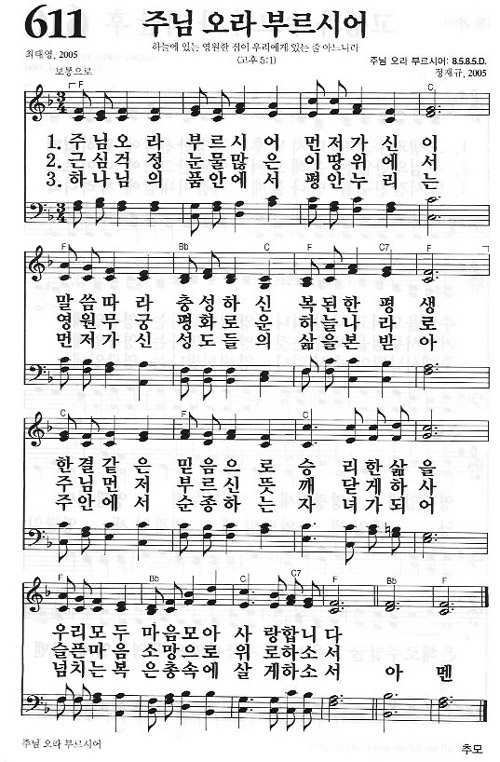 611
주님 오라 부르시어
하늘에 있는 영원한 집이 우리에게 있는 줄 아느니라
(고후 5:1)
최태영, 2005
주님 오라 부르시어: 8.5.8.5.D.
정재규, 2005
보통으로
F C
1. 주님오라 부르시어 먼저가신이
2. 근심걱정 눈물많은 이땅위에서
3. 하나님의 품안에서 평안누리는
F Bb C F C7 F
말씀따라 충성하신 복된한평생
영원무궁 평화로운 하늘나라로
먼저가신 성도들의 삶을본받아
C F C F
한결같은 믿음으로 승리한삶을
주님먼저 부르신뜻 깨닫게하사
주안에서 순종하는 자녀가되어
F Bb C F C7 F Bb F
우리모두 마음모아 사랑합니다
슬픈마음 소망으로 위로하소서
넘치는복 은총속에 살게하소서 아멘
주님 오라 부르시어
추모